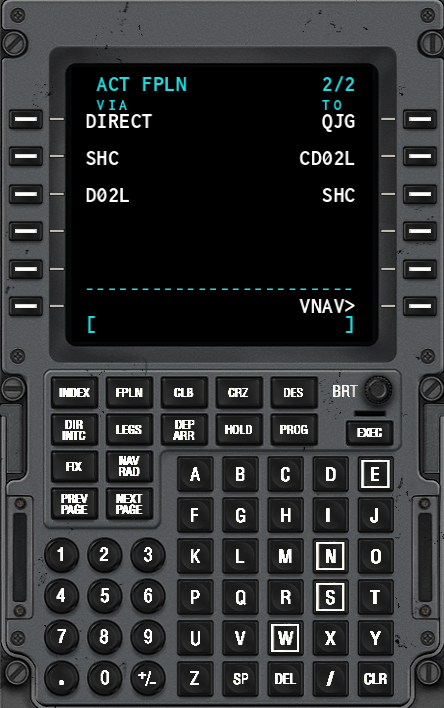 ACT FPLN 2/2
VIA TO
DIRECT QJG
SHC CD02L
D02L SHC
------------------------
VNAV>
[ ]
INDEX FPLN CLB CRZ DES BRT
DIR INTC LEGS DEP ARR HOLD PROG EXEC
FIX NAV RAD
PREV PAGE NEXT PAGE
A B C D E
F G H I J
K L M N O
P Q R S T
U V W X Y
Z SP DEL / CLR
1 2 3
4 5 6
7 8 9
. 0 +/-